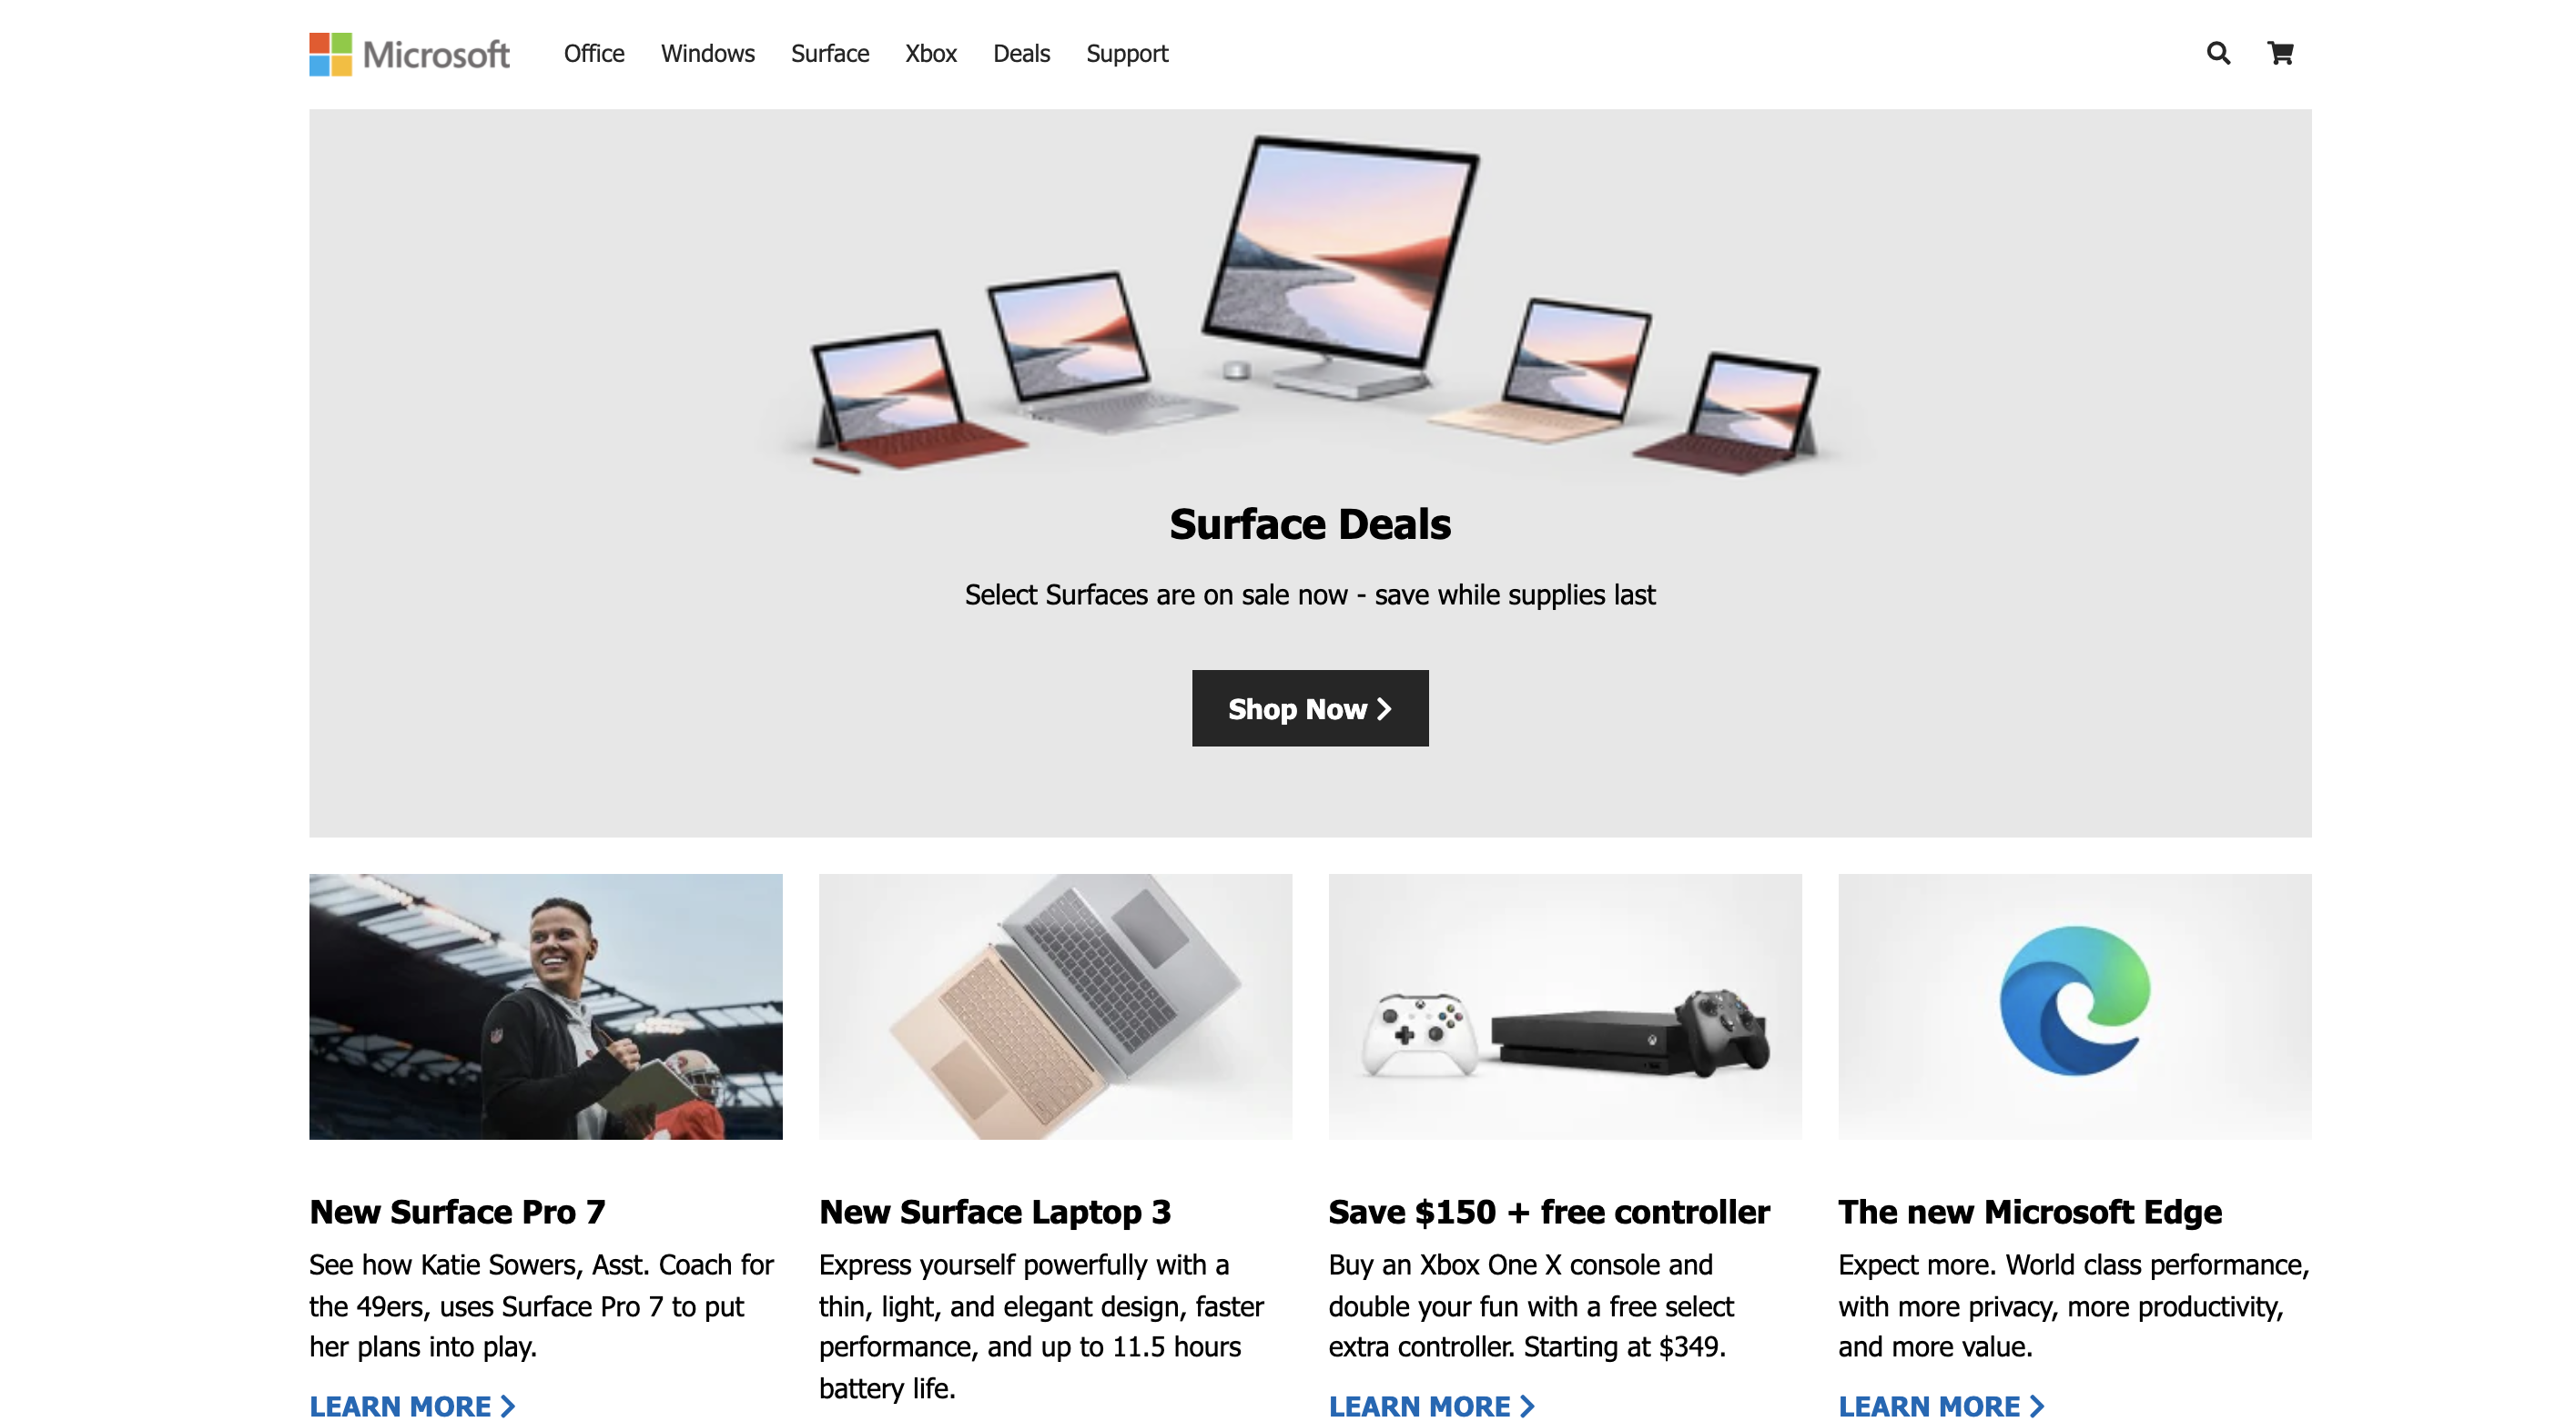 Microsoft Office Windows Surface Xbox Deals Support
Surface Deals
Select Surfaces are on sale now - save while supplies last
Shop Now
New Surface Pro 7
See how Katie Sowers, Asst. Coach for
the 49ers, uses Surface Pro 7 to put
her plans into play.
LEARN MORE
New Surface Laptop 3
Express yourself powerfully with a
thin, light, and elegant design, faster
performance, and up to 11.5 hours
battery life.
Save $150 + free controller
Buy an Xbox One X console and
double your fun with a free select
extra controller. Starting at $349.
LEARN MORE
The new Microsoft Edge
Expect more. World class performance,
with more privacy, more productivity,
and more value.
LEARN MORE